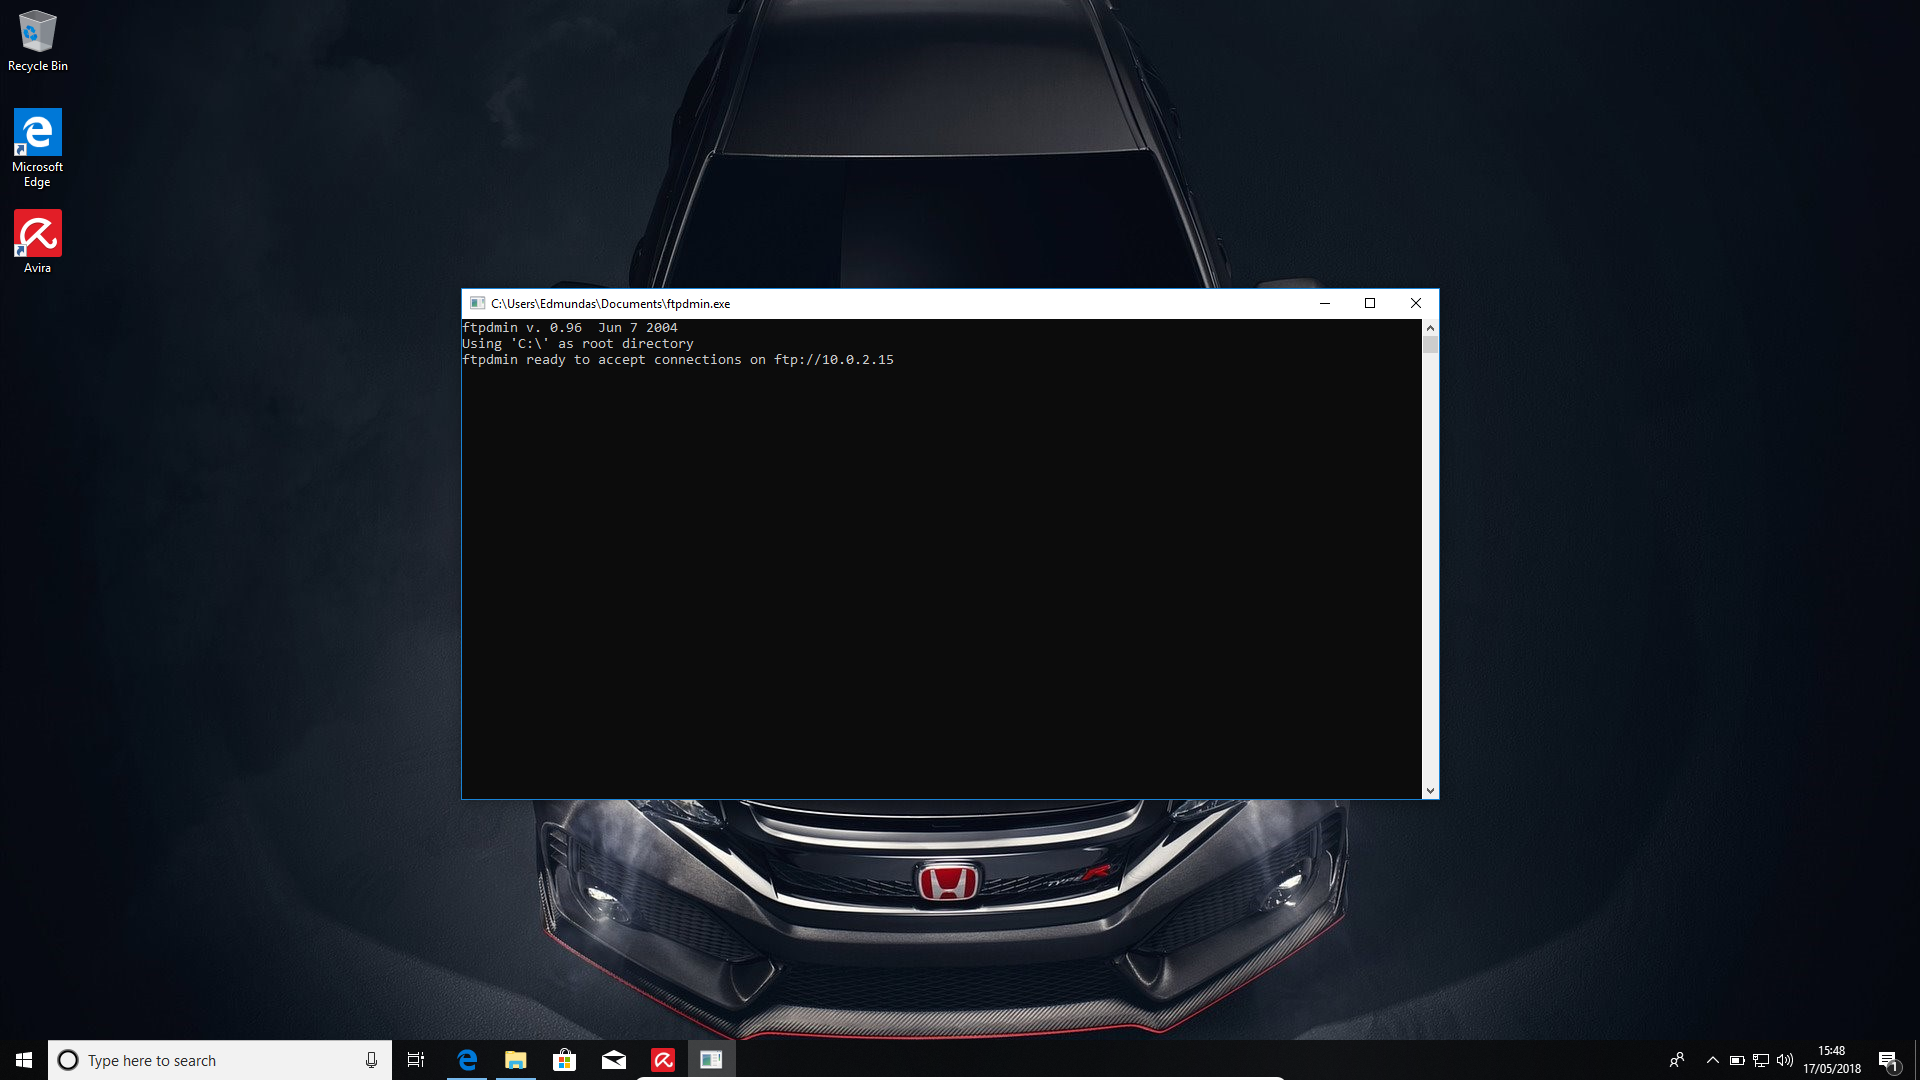 Recycle Bin
Microsoft
Edge
Avira
C:\Users\Edmundas\Documents\ftpdmin.exe
ftpdmin v. 0.96  Jun 7 2004
Using 'C:\' as root directory
ftpdmin ready to accept connections on ftp://10.0.2.15
TYPE R
Type here to search
15:48
17/05/2018
1